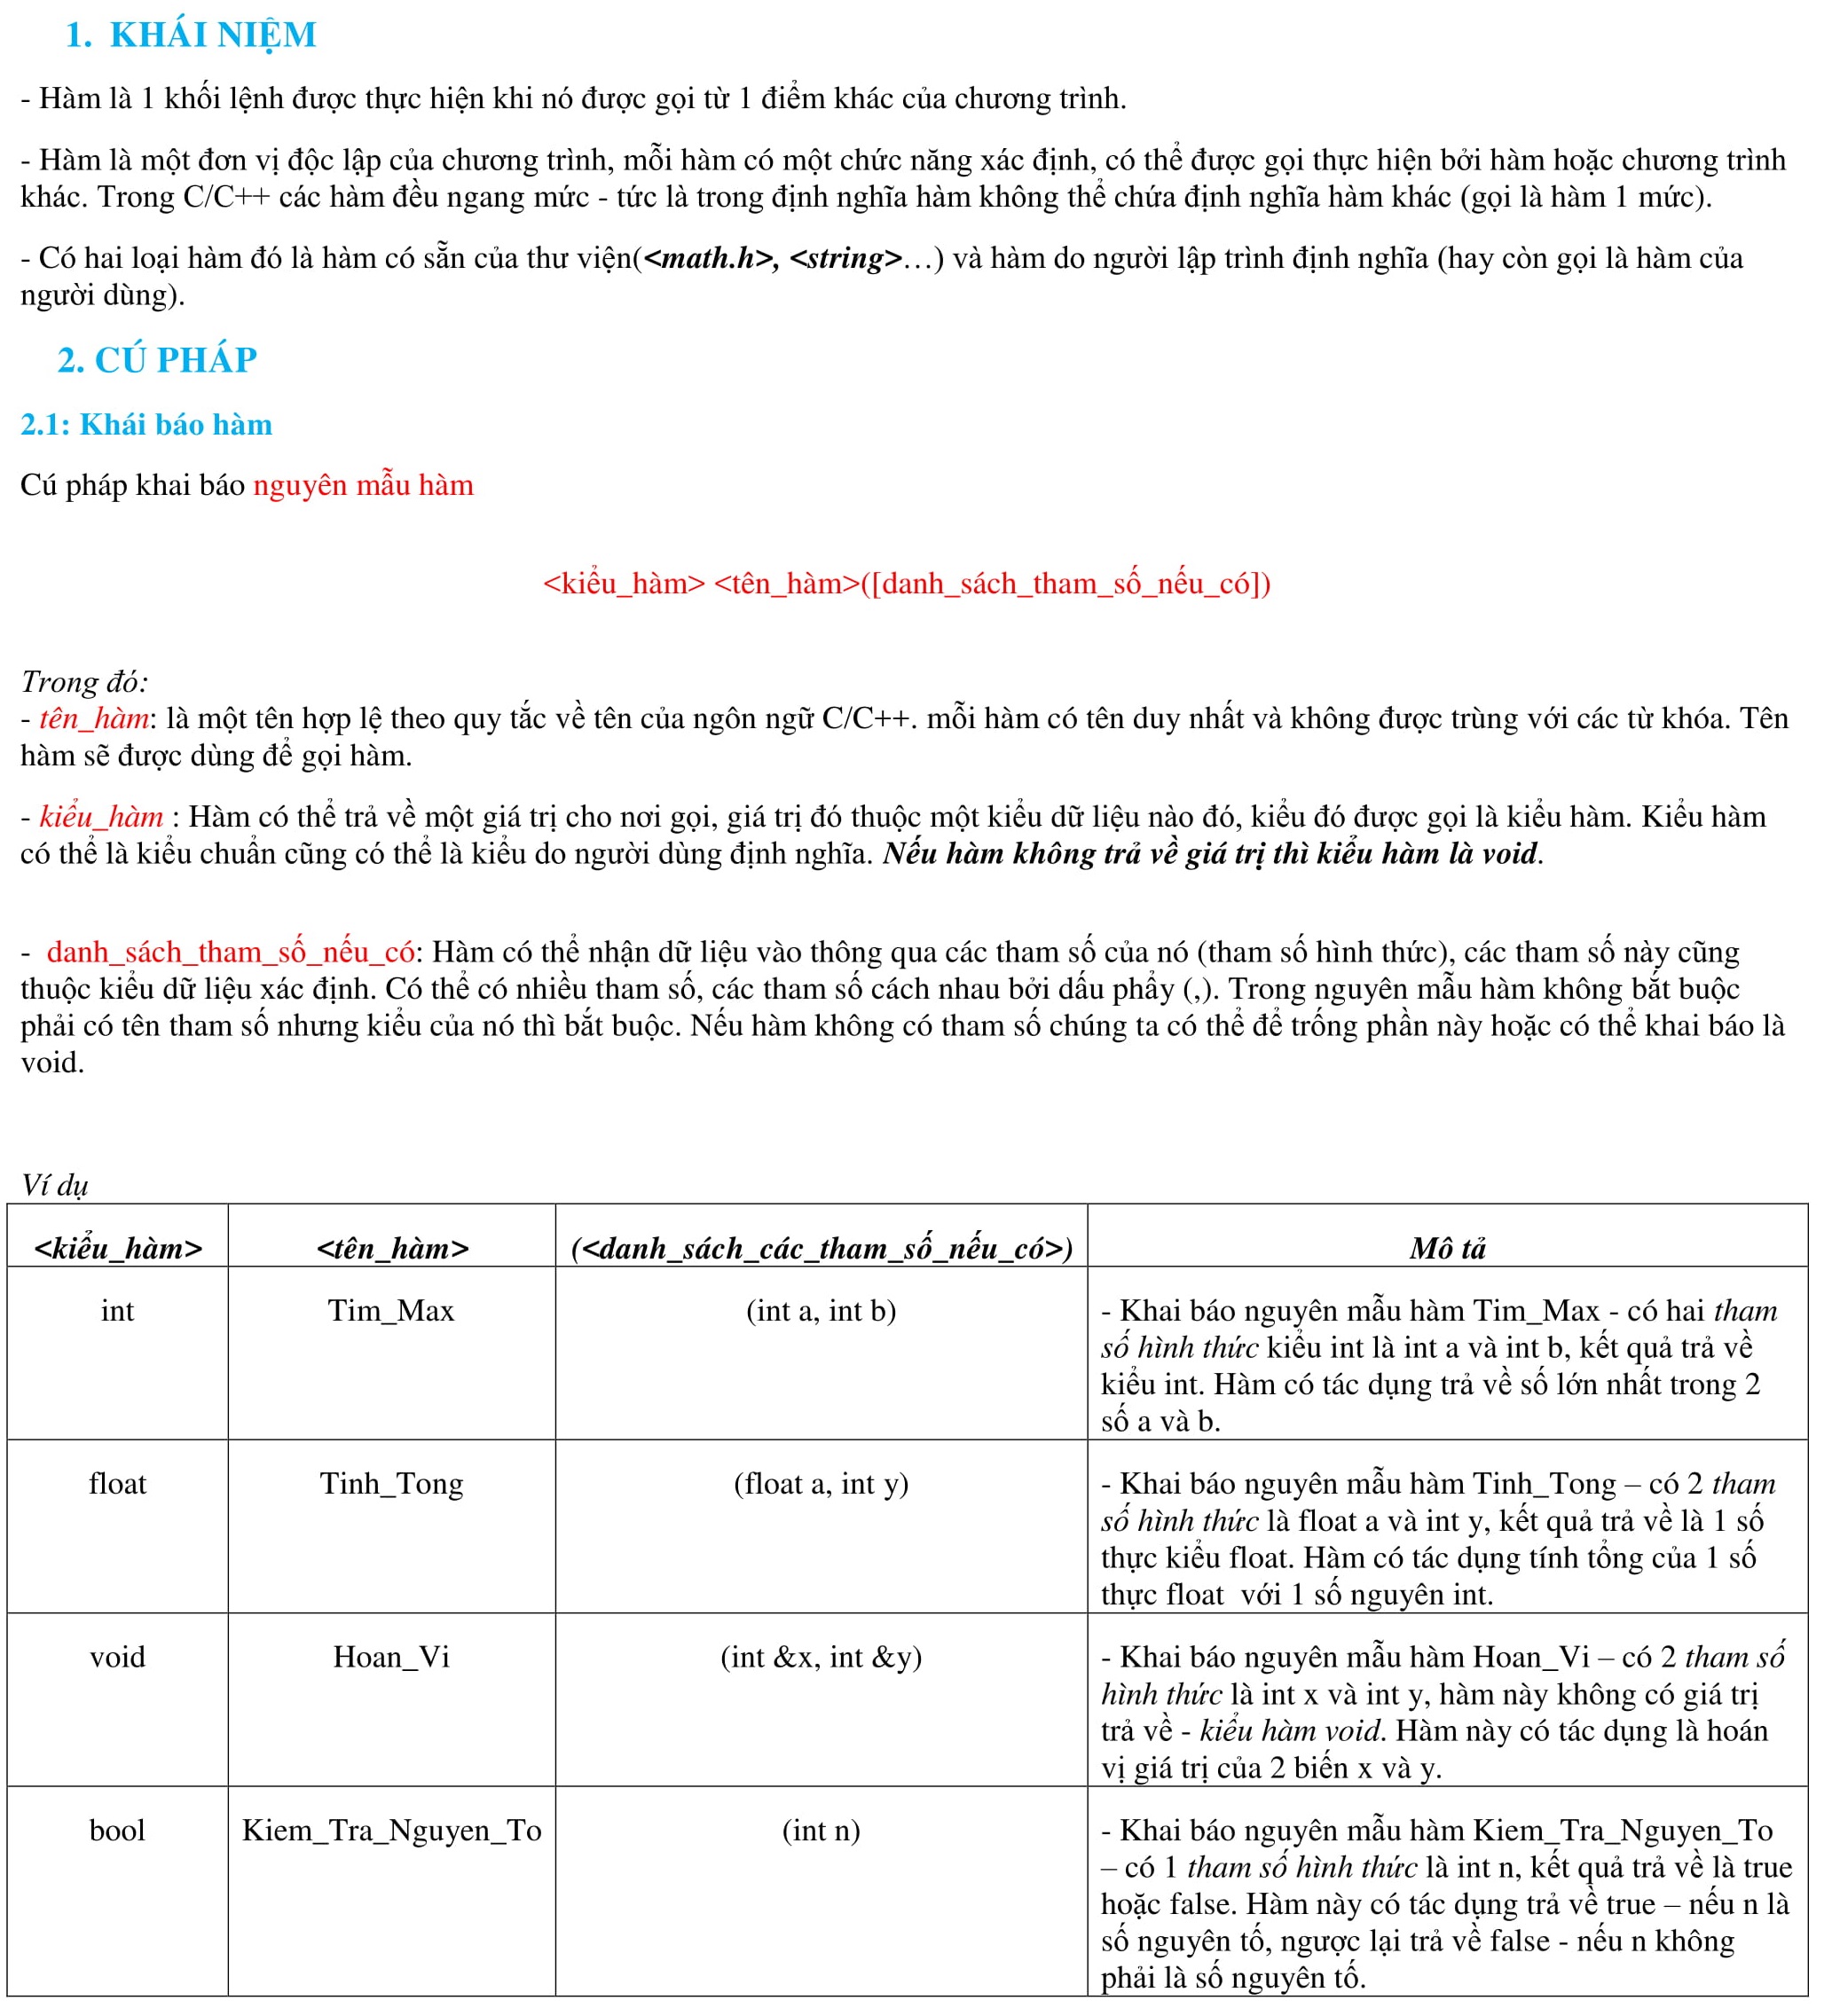 1. KHÁI NIỆM
- Hàm là 1 khối lệnh được thực hiện khi nó được gọi từ 1 điểm khác của chương trình.
- Hàm là một đơn vị độc lập của chương trình, mỗi hàm có một chức năng xác định, có thể được gọi thực hiện bởi hàm hoặc chương trình
khác. Trong C/C++ các hàm đều ngang mức - tức là trong định nghĩa hàm không thể chứa định nghĩa hàm khác (gọi là hàm 1 mức).
- Có hai loại hàm đó là hàm có sẵn của thư viện(<math.h>, <string>…) và hàm do người lập trình định nghĩa (hay còn gọi là hàm của
người dùng).
2. CÚ PHÁP
2.1: Khái báo hàm
Cú pháp khai báo nguyên mẫu hàm
<kiểu_hàm> <tên_hàm>([danh_sách_tham_số_nếu_có])
Trong đó:
- tên_hàm: là một tên hợp lệ theo quy tắc về tên của ngôn ngữ C/C++. mỗi hàm có tên duy nhất và không được trùng với các từ khóa. Tên
hàm sẽ được dùng để gọi hàm.
- kiểu_hàm : Hàm có thể trả về một giá trị cho nơi gọi, giá trị đó thuộc một kiểu dữ liệu nào đó, kiểu đó được gọi là kiểu hàm. Kiểu hàm
có thể là kiểu chuẩn cũng có thể là kiểu do người dùng định nghĩa. Nếu hàm không trả về giá trị thì kiểu hàm là void.
- danh_sách_tham_số_nếu_có: Hàm có thể nhận dữ liệu vào thông qua các tham số của nó (tham số hình thức), các tham số này cũng
thuộc kiểu dữ liệu xác định. Có thể có nhiều tham số, các tham số cách nhau bởi dấu phẩy (,). Trong nguyên mẫu hàm không bắt buộc
phải có tên tham số nhưng kiểu của nó thì bắt buộc. Nếu hàm không có tham số chúng ta có thể để trống phần này hoặc có thể khai báo là
void.
Ví dụ
<kiểu_hàm> <tên_hàm> (<danh_sách_các_tham_số_nếu_có>) Mô tả
int Tim_Max (int a, int b) - Khai báo nguyên mẫu hàm Tim_Max - có hai tham
số hình thức kiểu int là int a và int b, kết quả trả về
kiểu int. Hàm có tác dụng trả về số lớn nhất trong 2
số a và b.
float Tinh_Tong (float a, int y) - Khai báo nguyên mẫu hàm Tinh_Tong – có 2 tham
số hình thức là float a và int y, kết quả trả về là 1 số
thực kiểu float. Hàm có tác dụng tính tổng của 1 số
thực float với 1 số nguyên int.
void Hoan_Vi (int &x, int &y) - Khai báo nguyên mẫu hàm Hoan_Vi – có 2 tham số
hình thức là int x và int y, hàm này không có giá trị
trả về - kiểu hàm void. Hàm này có tác dụng là hoán
vị giá trị của 2 biến x và y.
bool Kiem_Tra_Nguyen_To (int n) - Khai báo nguyên mẫu hàm Kiem_Tra_Nguyen_To
– có 1 tham số hình thức là int n, kết quả trả về là true
hoặc false. Hàm này có tác dụng trả về true – nếu n là
số nguyên tố, ngược lại trả về false - nếu n không
phải là số nguyên tố.